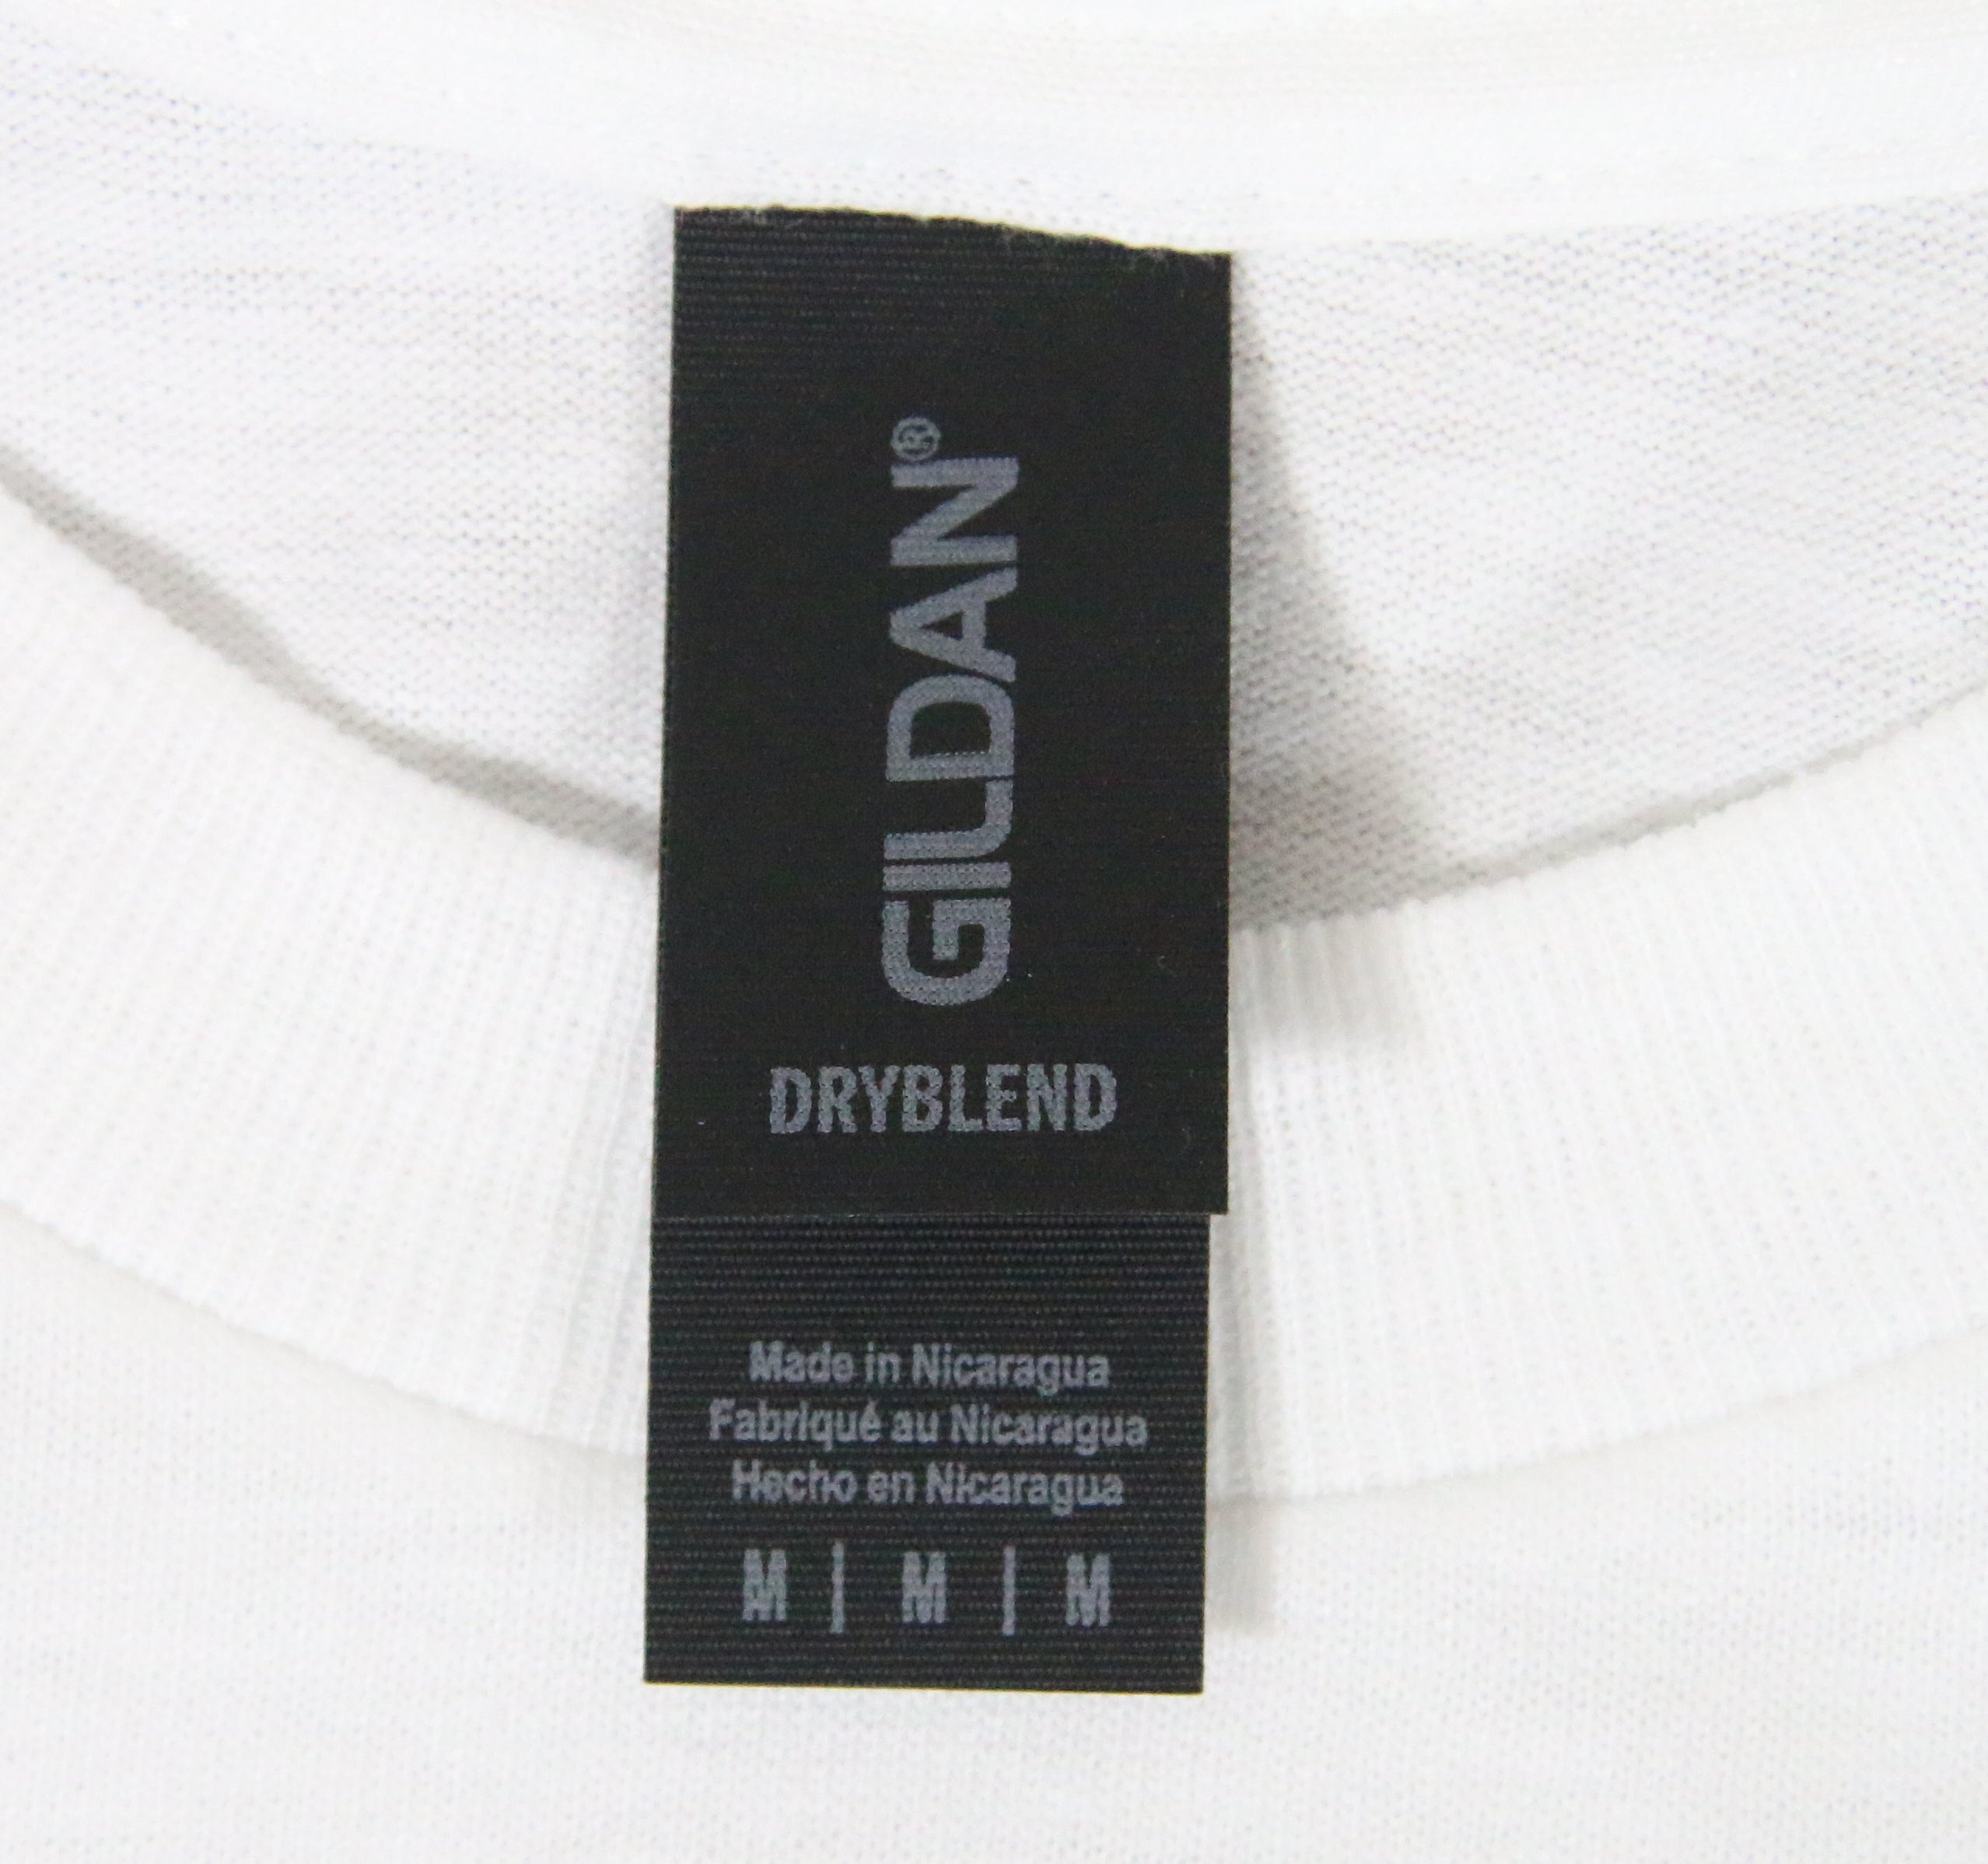 GILDAN®
DRYBLEND
Made in Nicaragua
Fabriqué au Nicaragua
Hecho en Nicaragua
M | M | M